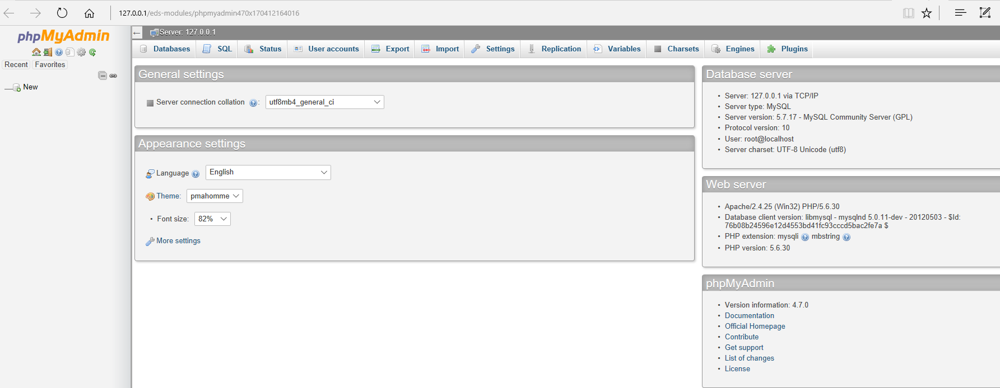 127.0.0.1/eds-modules/phpmyadmin470x170412164016
phpMyAdmin
Recent Favorites
New
Server: 127.0.0.1
Databases SQL Status User accounts Export Import Settings Replication Variables Charsets Engines Plugins
General settings
Server connection collation : utf8mb4_general_ci
Appearance settings
Language English
Theme: pmahomme
• Font size: 82%
More settings
Database server
• Server: 127.0.0.1 via TCP/IP
• Server type: MySQL
• Server version: 5.7.17 - MySQL Community Server (GPL)
• Protocol version: 10
• User: root@localhost
• Server charset: UTF-8 Unicode (utf8)
Web server
• Apache/2.4.25 (Win32) PHP/5.6.30
• Database client version: libmysql - mysqlnd 5.0.11-dev - 20120503 - $Id:
76b08b24596e12d4553bd41fc93cccd5bac2fe7a $
• PHP extension: mysqli mbstring
• PHP version: 5.6.30
phpMyAdmin
• Version information: 4.7.0
• Documentation
• Official Homepage
• Contribute
• Get support
• List of changes
• License